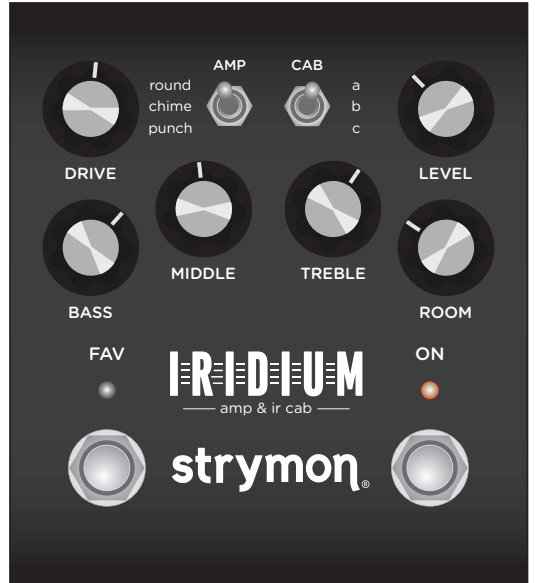 AMP CAB
round a
chime b
punch c
DRIVE LEVEL
MIDDLE TREBLE
BASS ROOM
FAV ON
IRIDIUM
amp & ir cab
strymon®